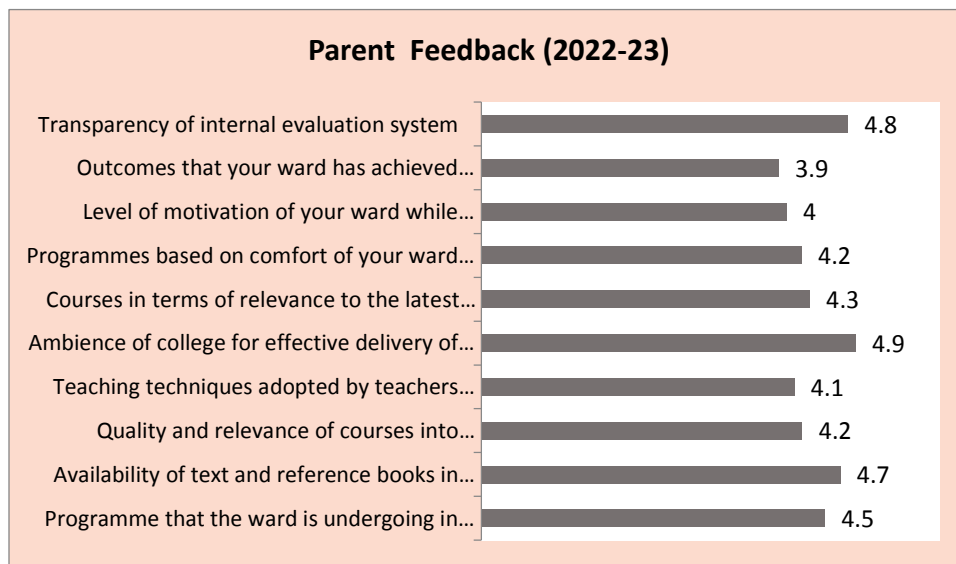 Parent Feedback (2022-23)
Transparency of internal evaluation system 4.8
Outcomes that your ward has achieved... 3.9
Level of motivation of your ward while... 4
Programmes based on comfort of your ward... 4.2
Courses in terms of relevance to the latest... 4.3
Ambience of college for effective delivery of... 4.9
Teaching techniques adopted by teachers... 4.1
Quality and relevance of courses into... 4.2
Availability of text and reference books in... 4.7
Programme that the ward is undergoing in... 4.5